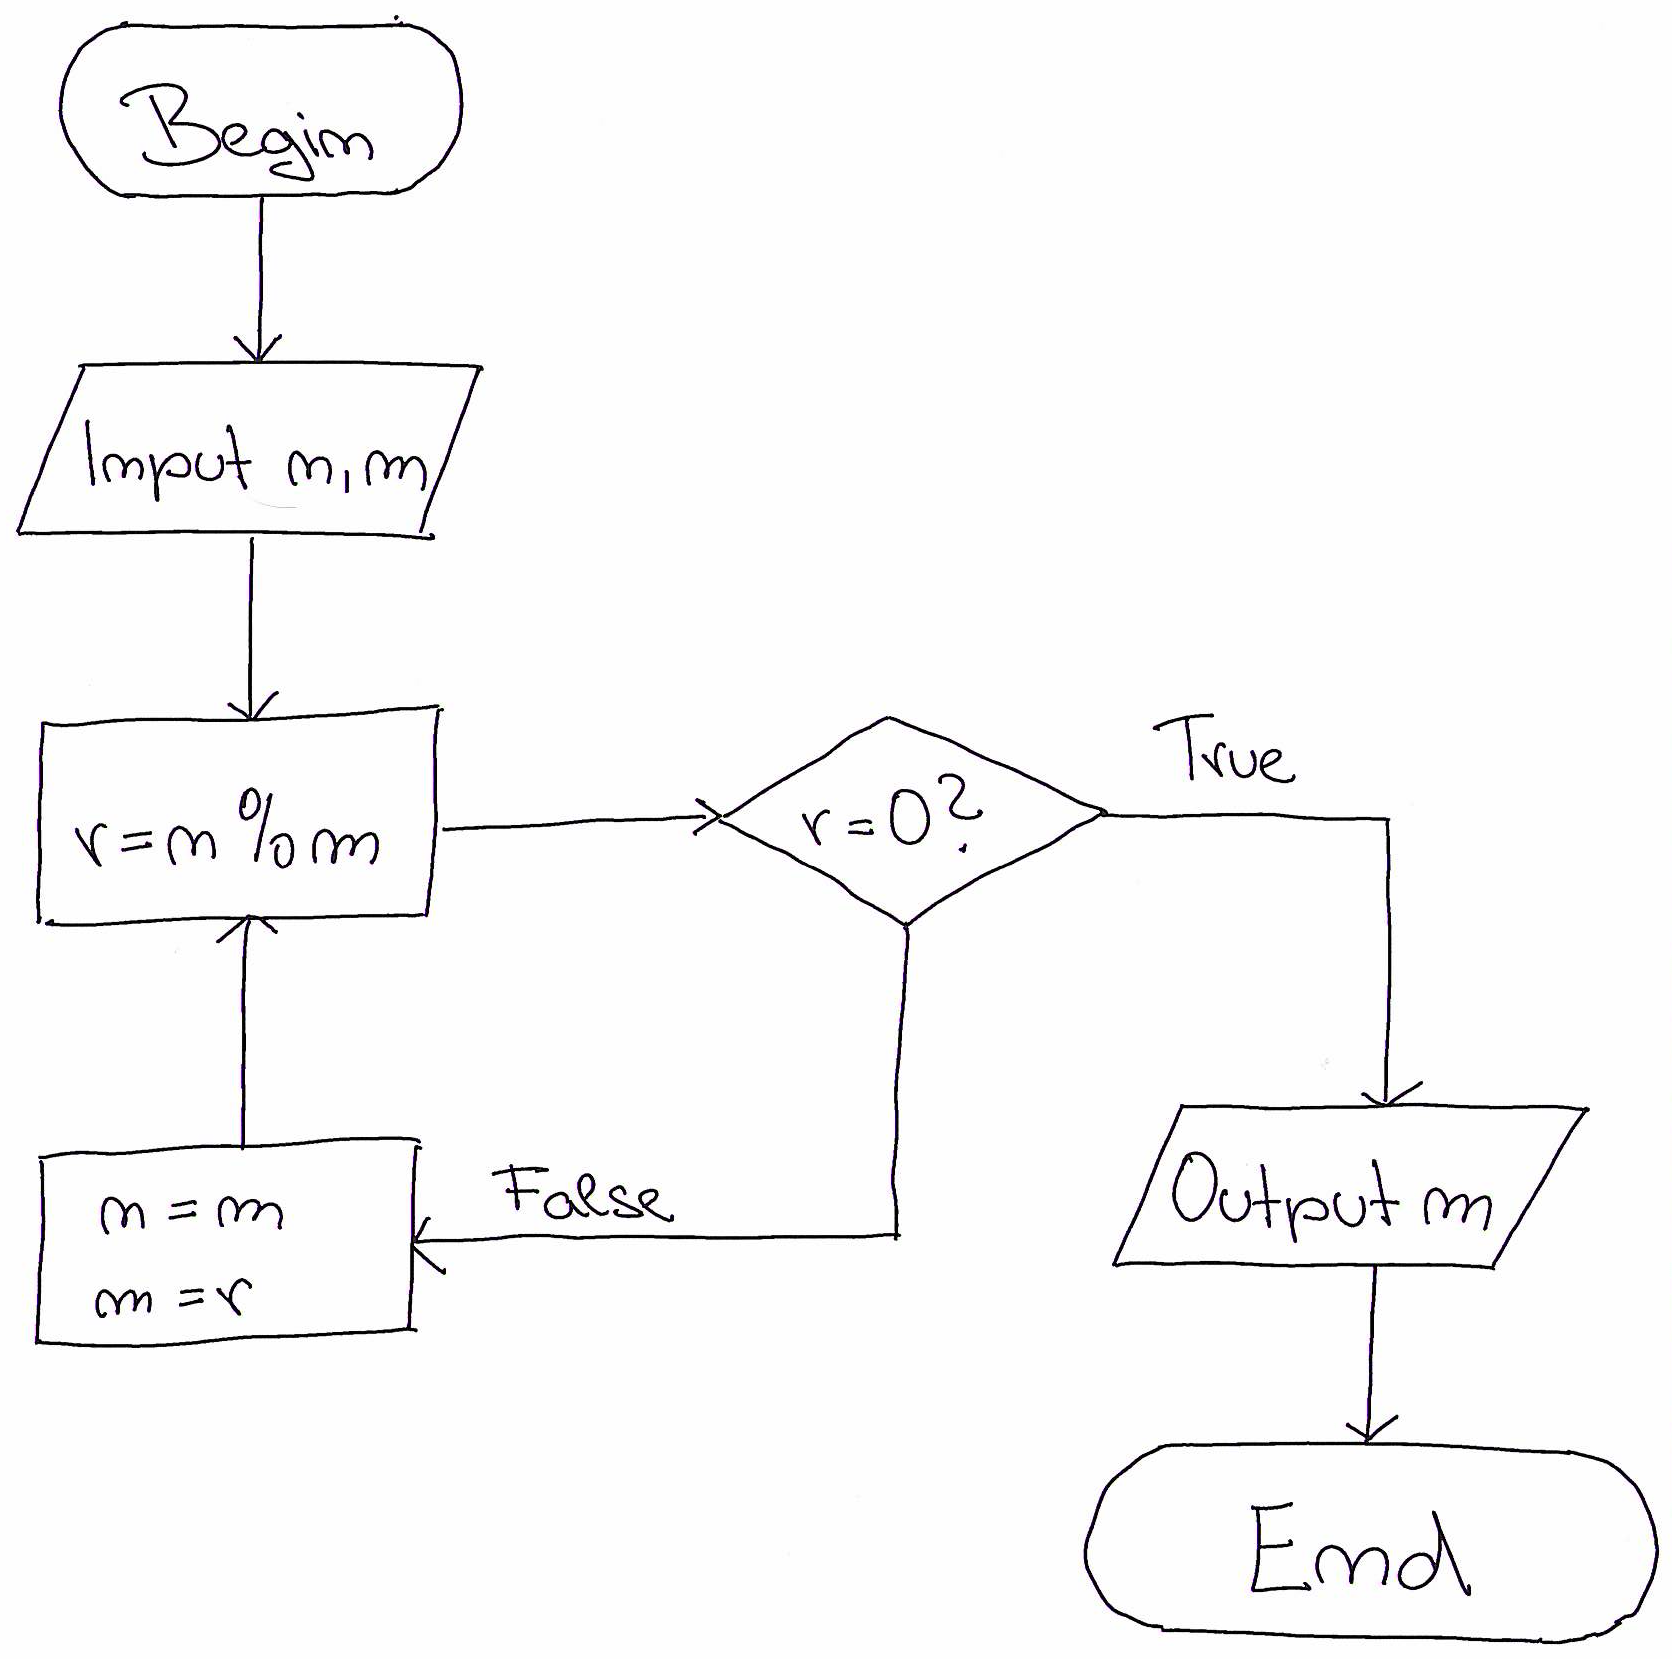 Begin
Input n, m
r = n % m
r = 0?
True
False
n = m
m = r
Output m
End